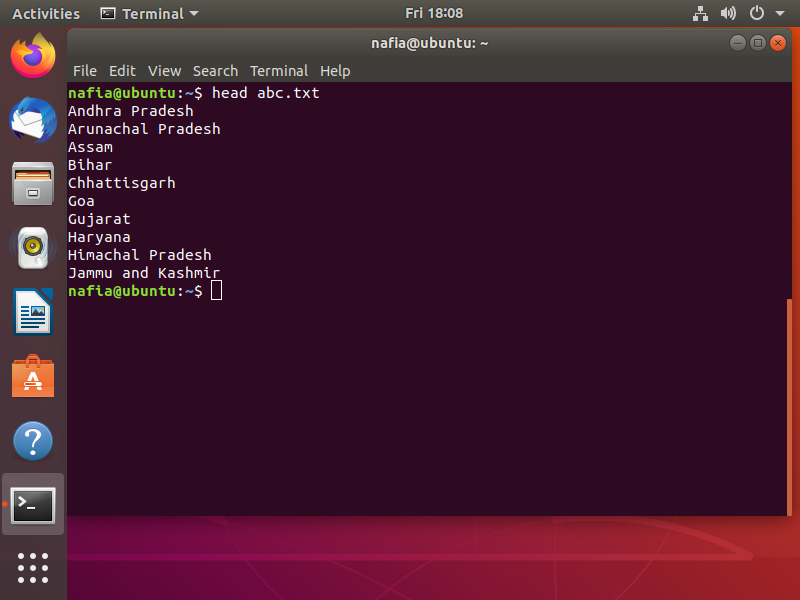 Activities Terminal Fri 18:08
nafia@ubuntu: ~
File Edit View Search Terminal Help
nafia@ubuntu:~$ head abc.txt
Andhra Pradesh
Arunachal Pradesh
Assam
Bihar
Chhattisgarh
Goa
Gujarat
Haryana
Himachal Pradesh
Jammu and Kashmir
nafia@ubuntu:~$